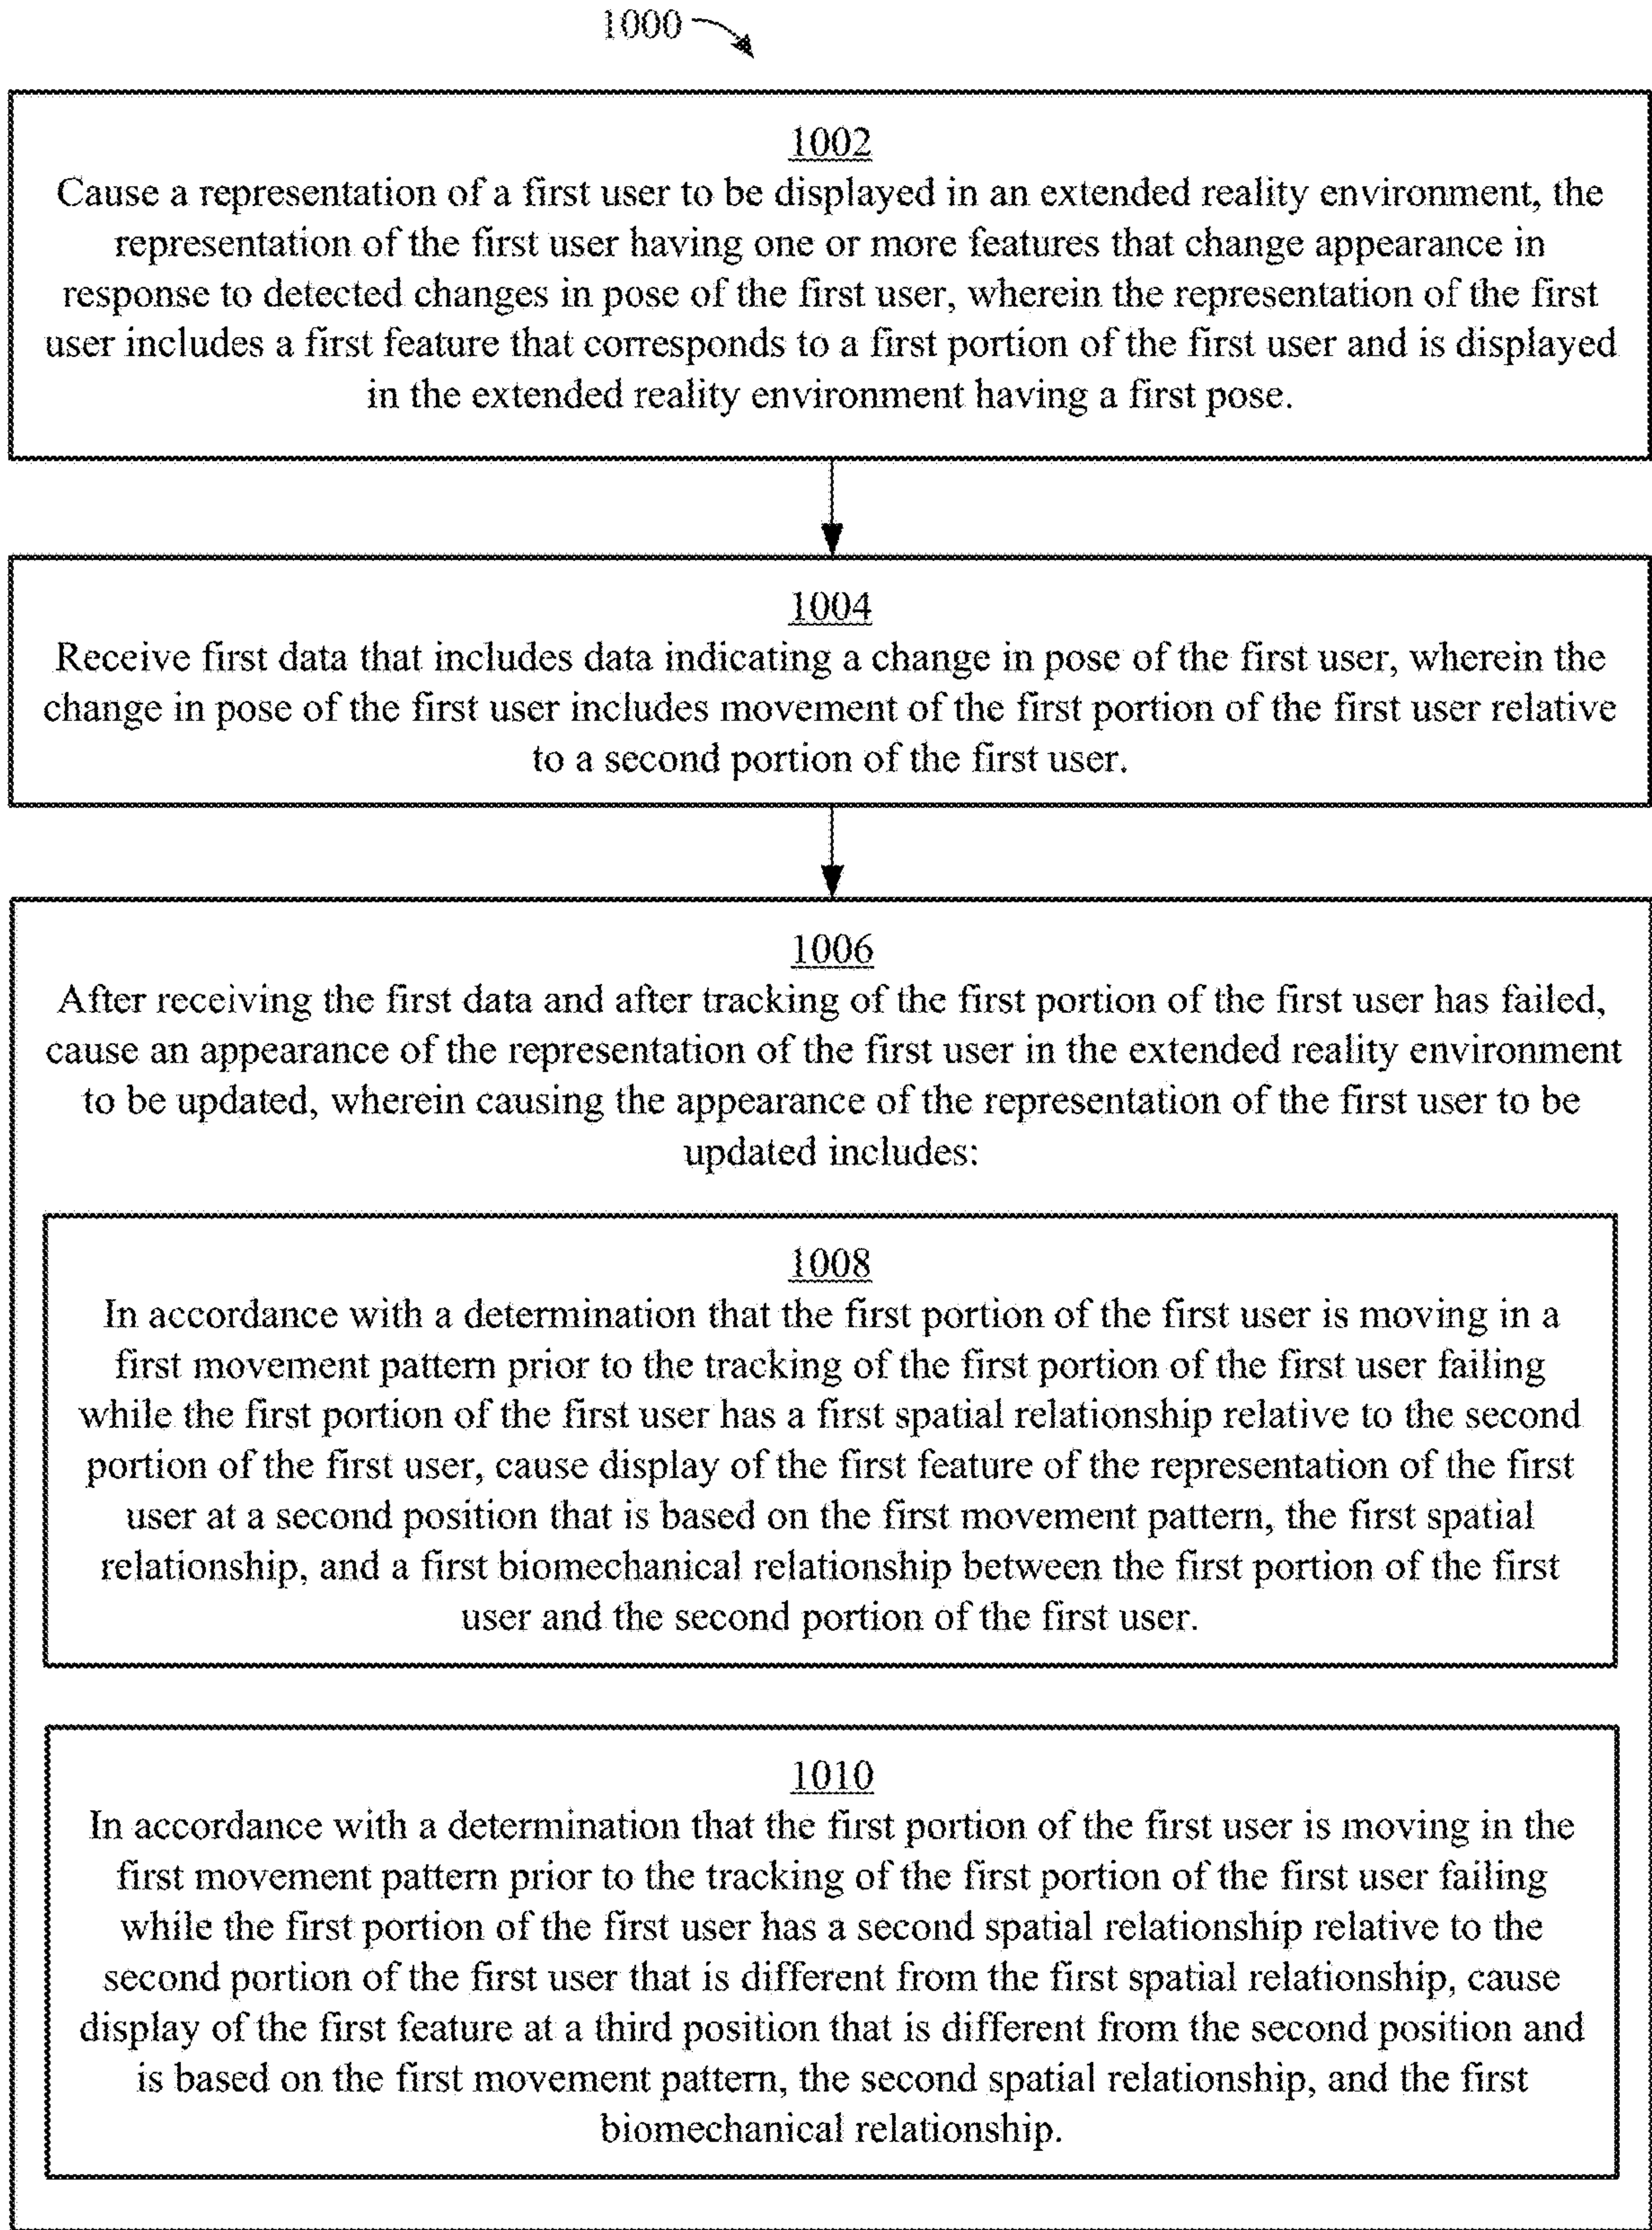 1000
1002
Cause a representation of a first user to be displayed in an extended reality environment, the
representation of the first user having one or more features that change appearance in
response to detected changes in pose of the first user, wherein the representation of the first
user includes a first feature that corresponds to a first portion of the first user and is displayed
in the extended reality environment having a first pose.
1004
Receive first data that includes data indicating a change in pose of the first user, wherein the
change in pose of the first user includes movement of the first portion of the first user relative
to a second portion of the first user.
1006
After receiving the first data and after tracking of the first portion of the first user has failed,
cause an appearance of the representation of the first user in the extended reality environment
to be updated, wherein causing the appearance of the representation of the first user to be
updated includes:
1008
In accordance with a determination that the first portion of the first user is moving in a
first movement pattern prior to the tracking of the first portion of the first user failing
while the first portion of the first user has a first spatial relationship relative to the second
portion of the first user, cause display of the first feature of the representation of the first
user at a second position that is based on the first movement pattern, the first spatial
relationship, and a first biomechanical relationship between the first portion of the first
user and the second portion of the first user.
1010
In accordance with a determination that the first portion of the first user is moving in the
first movement pattern prior to the tracking of the first portion of the first user failing
while the first portion of the first user has a second spatial relationship relative to the
second portion of the first user that is different from the first spatial relationship, cause
display of the first feature at a third position that is different from the second position and
is based on the first movement pattern, the second spatial relationship, and the first
biomechanical relationship.